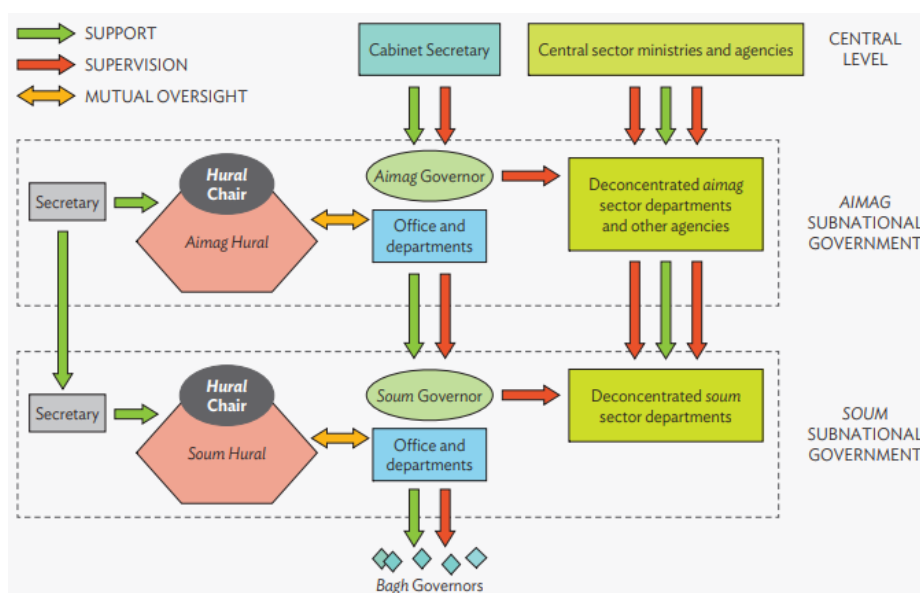 SUPPORT
SUPERVISION
MUTUAL OVERSIGHT
Cabinet Secretary
Central sector ministries and agencies
CENTRAL
LEVEL
Secretary
Hural
Chair
Aimag Hural
Aimag Governor
Office and
departments
Deconcentrated aimag
sector departments
and other agencies
AIMAG
SUBNATIONAL
GOVERNMENT
Secretary
Hural
Chair
Soum Hural
Soum Governor
Office and
departments
Deconcentrated soum
sector departments
SOUM
SUBNATIONAL
GOVERNMENT
Bagh Governors